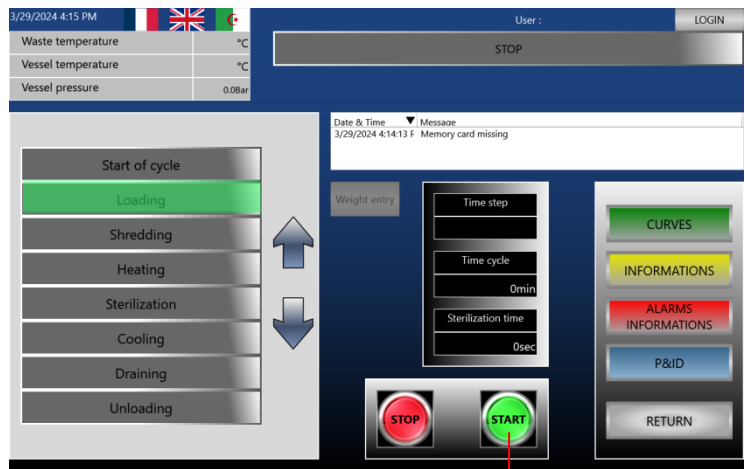 3/29/2024 4:15 PM
User :
LOGIN
Waste temperature °C
Vessel temperature °C
Vessel pressure 0.0Bar
STOP
Date & Time Message
3/29/2024 4:14:13 F Memory card missing
Start of cycle
Loading
Shredding
Heating
Sterilization
Cooling
Draining
Unloading
Weight entry
Time step
Time cycle
0min
Sterilization time
0sec
STOP
START
CURVES
INFORMATIONS
ALARMS
INFORMATIONS
P&ID
RETURN